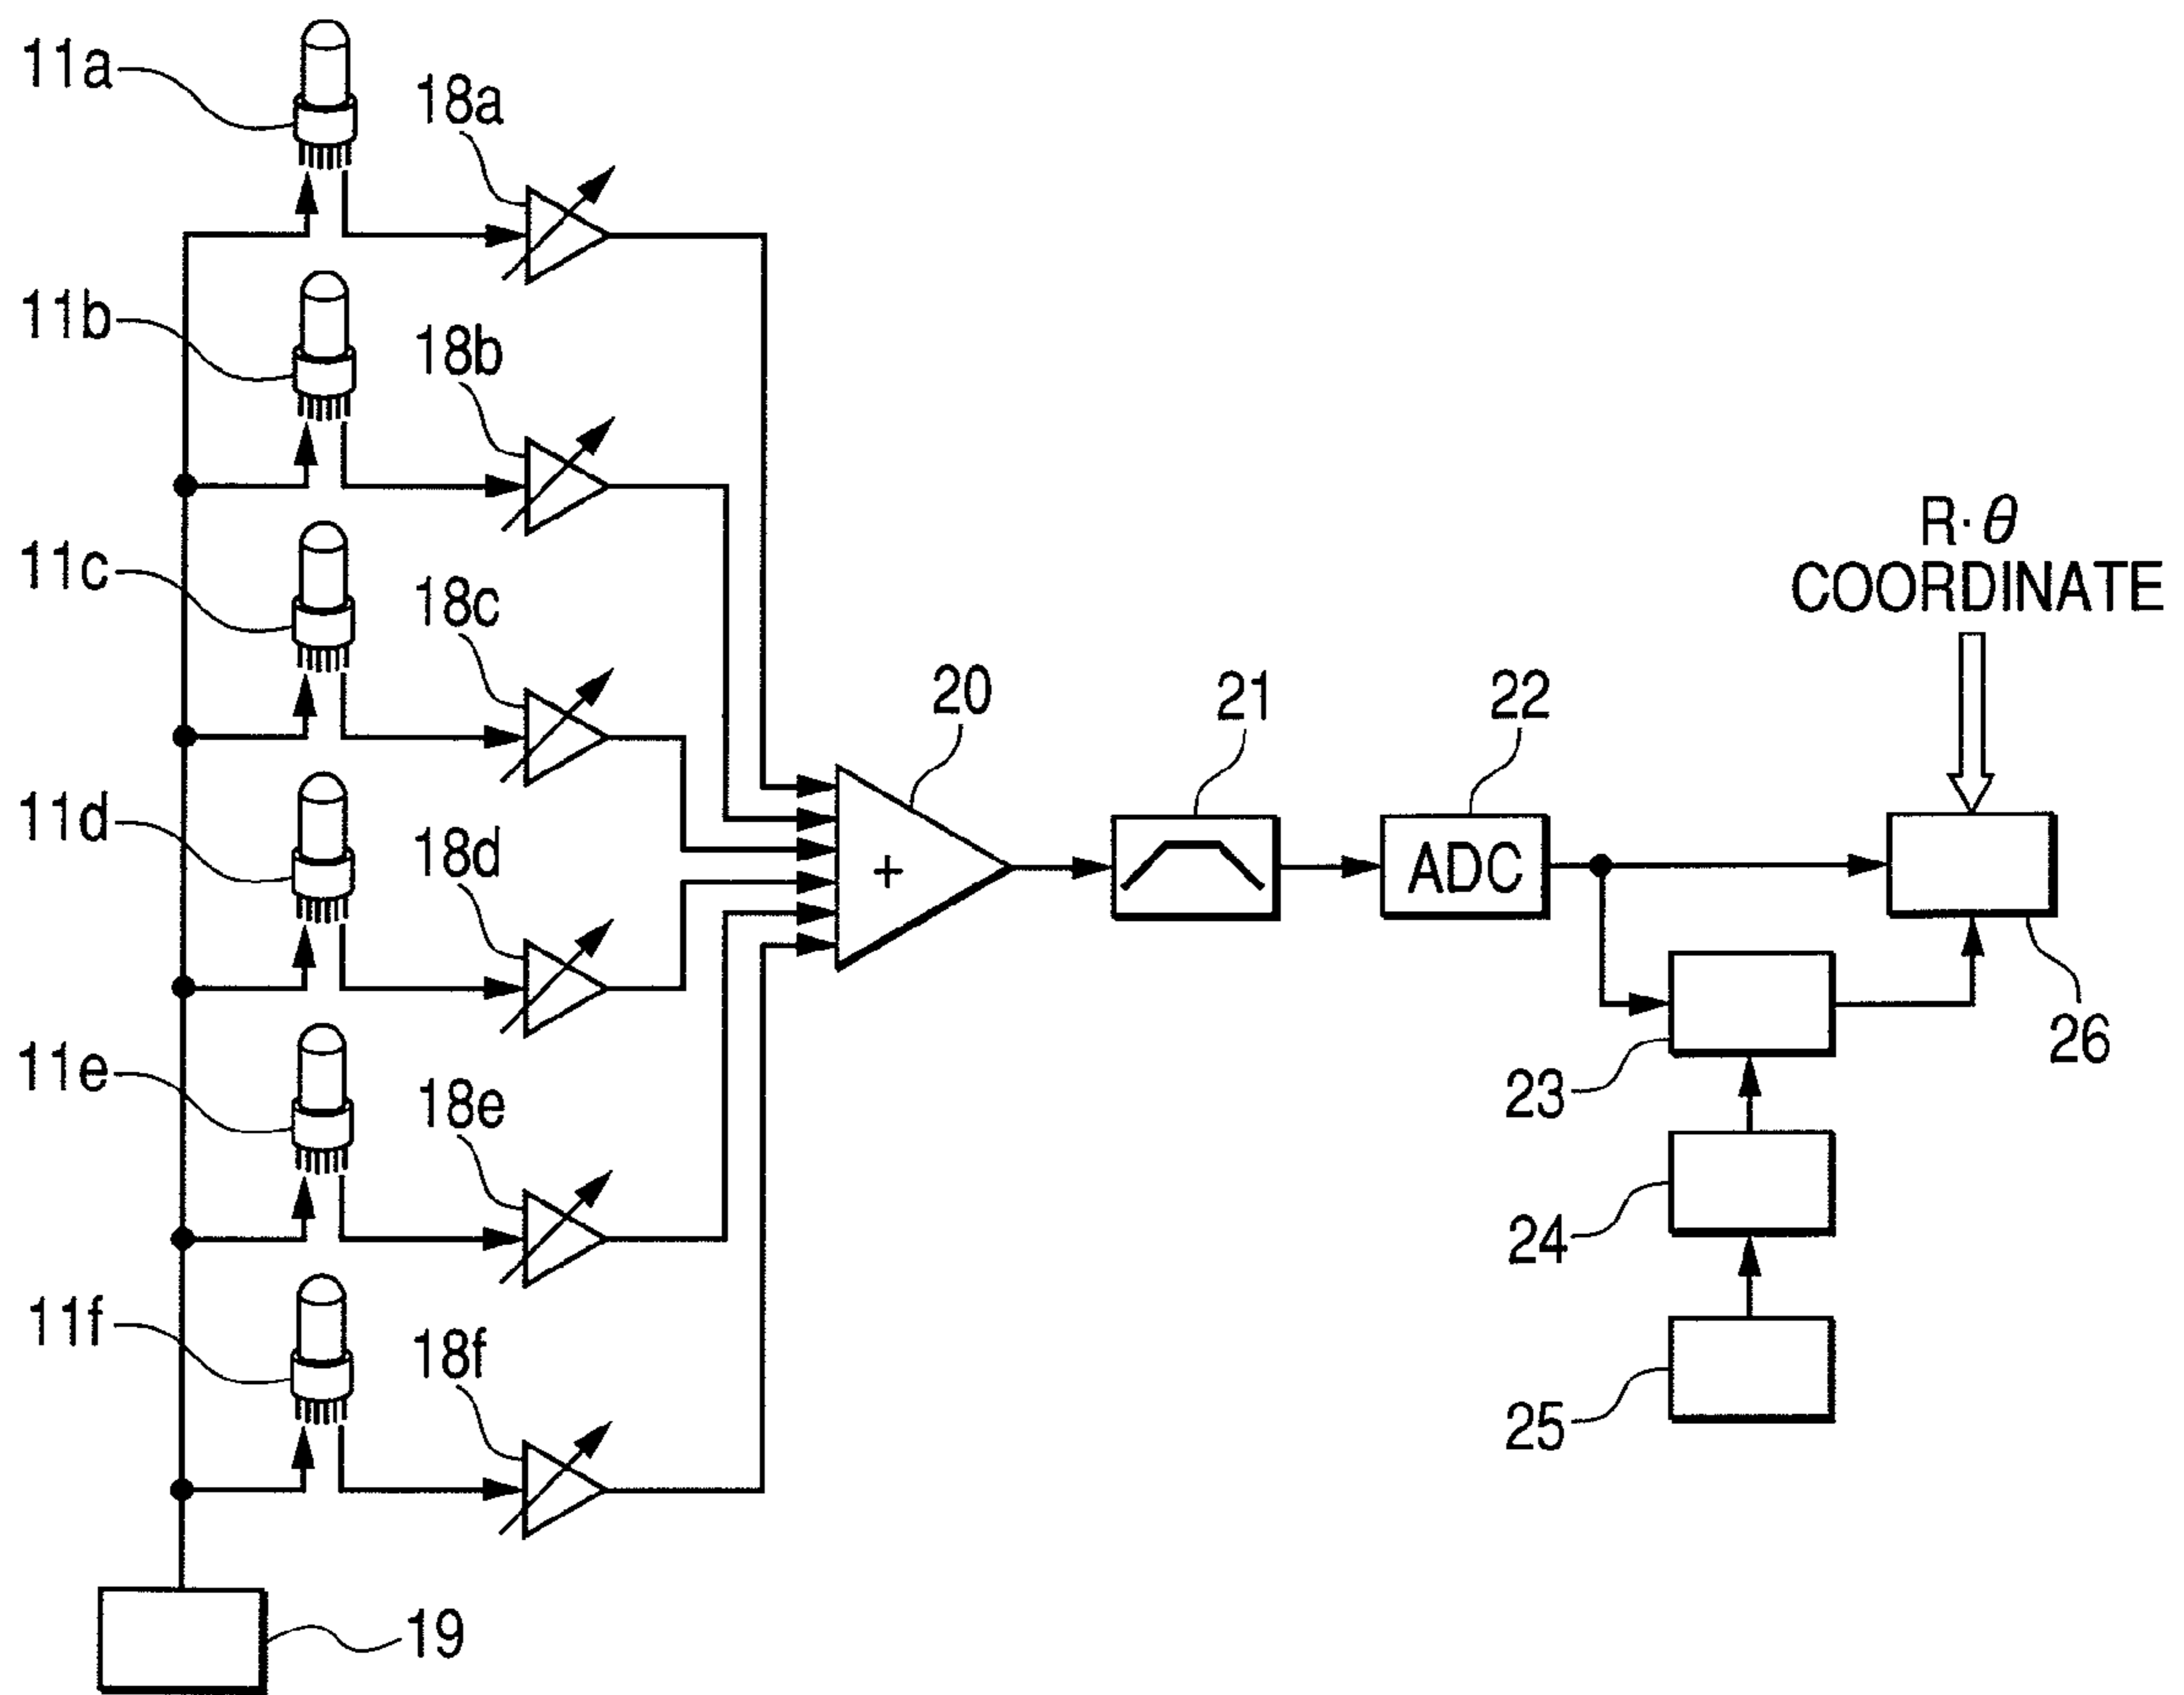 11a
18a
11b
18b
11c
18c
R·θ
COORDINATE
20
21
22
11d
18d
+
ADC
26
11e
18e
23
24
11f
18f
25
19